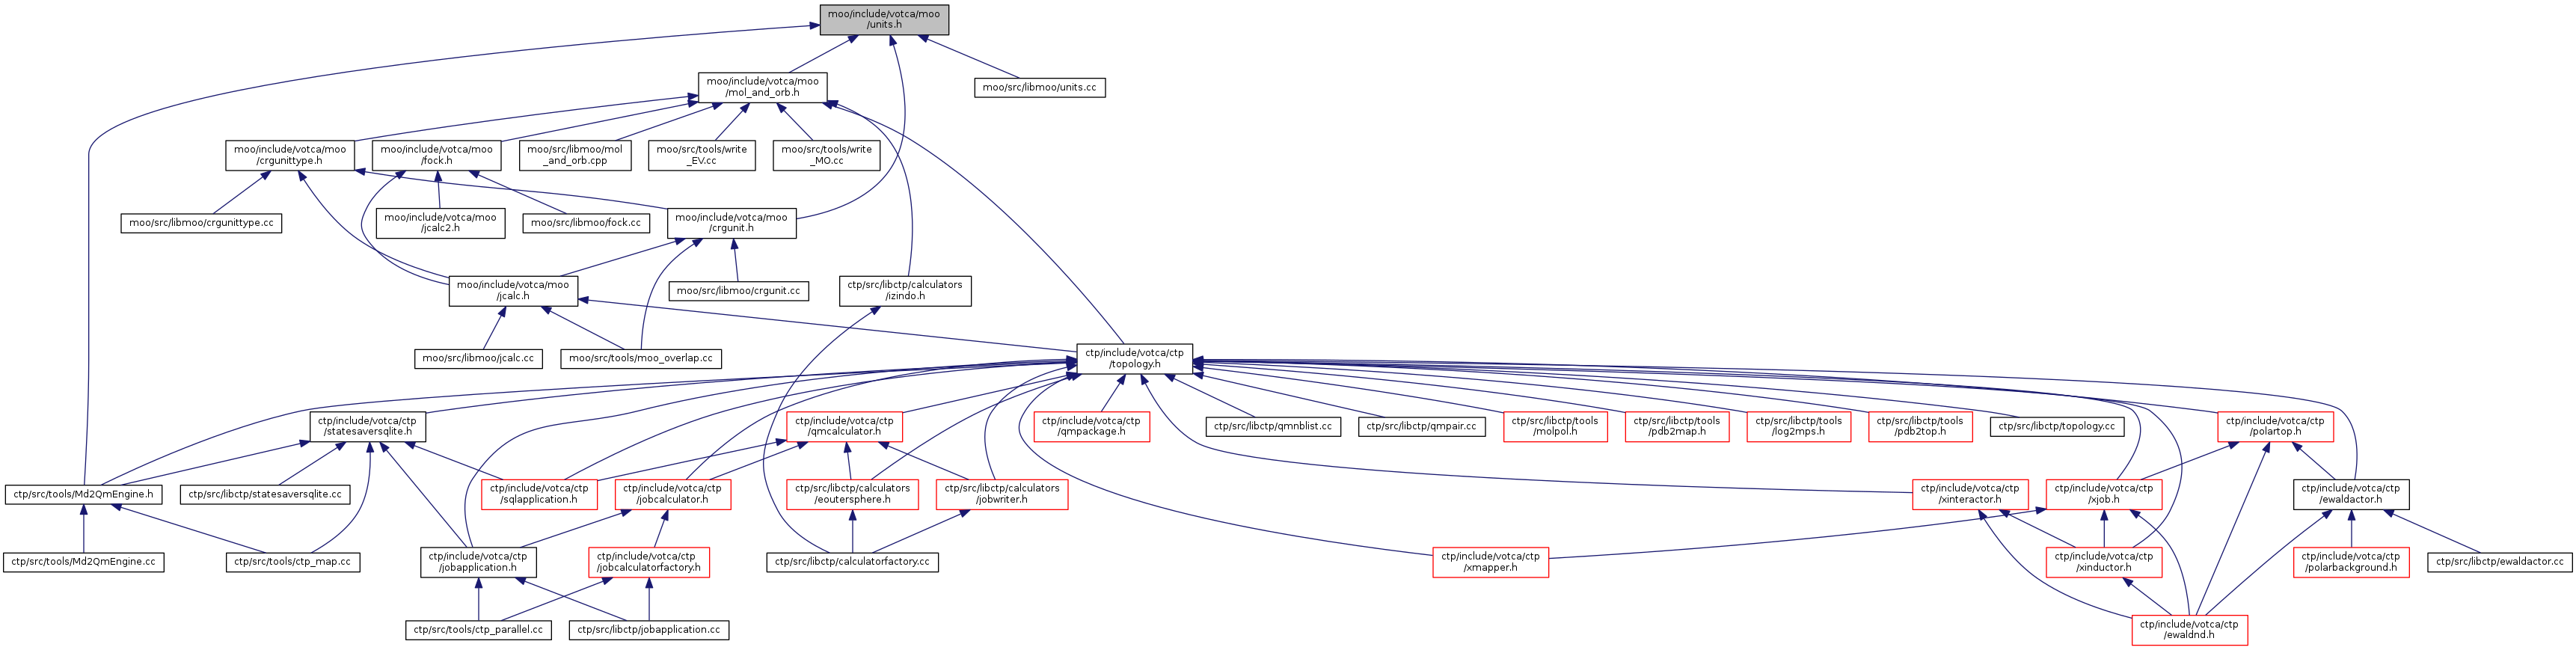 moo/include/votca/moo
/units.h
moo/include/votca/moo
/mol_and_orb.h
moo/src/libmoo/units.cc
moo/include/votca/moo
/crgunittype.h
moo/include/votca/moo
/fock.h
moo/src/libmoo/mol
_and_orb.cpp
moo/src/tools/write
_EV.cc
moo/src/tools/write
_MO.cc
moo/src/libmoo/crgunittype.cc
moo/include/votca/moo
/jcalc2.h
moo/src/libmoo/fock.cc
moo/include/votca/moo
/crgunit.h
moo/include/votca/moo
/jcalc.h
moo/src/libmoo/crgunit.cc
ctp/src/libctp/calculators
/izindo.h
moo/src/libmoo/jcalc.cc
moo/src/tools/moo_overlap.cc
ctp/include/votca/ctp
/topology.h
ctp/include/votca/ctp
/statesaversqlite.h
ctp/include/votca/ctp
/qmcalculator.h
ctp/include/votca/ctp
/qmpackage.h
ctp/src/libctp/qmnblist.cc
ctp/src/libctp/qmpair.cc
ctp/src/libctp/tools
/molpol.h
ctp/src/libctp/tools
/pdb2map.h
ctp/src/libctp/tools
/log2mps.h
ctp/src/libctp/tools
/pdb2top.h
ctp/src/libctp/topology.cc
ctp/include/votca/ctp
/polartop.h
ctp/src/tools/Md2QmEngine.h
ctp/src/libctp/statesaversqlite.cc
ctp/include/votca/ctp
/sqlapplication.h
ctp/include/votca/ctp
/jobcalculator.h
ctp/src/libctp/calculators
/eoutersphere.h
ctp/src/libctp/calculators
/jobwriter.h
ctp/include/votca/ctp
/xinteractor.h
ctp/include/votca/ctp
/xjob.h
ctp/include/votca/ctp
/ewaldactor.h
ctp/src/tools/Md2QmEngine.cc
ctp/src/tools/ctp_map.cc
ctp/include/votca/ctp
/jobapplication.h
ctp/include/votca/ctp
/jobcalculatorfactory.h
ctp/src/libctp/calculatorfactory.cc
ctp/include/votca/ctp
/xmapper.h
ctp/include/votca/ctp
/xinductor.h
ctp/include/votca/ctp
/polarbackground.h
ctp/src/libctp/ewaldactor.cc
ctp/src/tools/ctp_parallel.cc
ctp/src/libctp/jobapplication.cc
ctp/include/votca/ctp
/ewaldnd.h